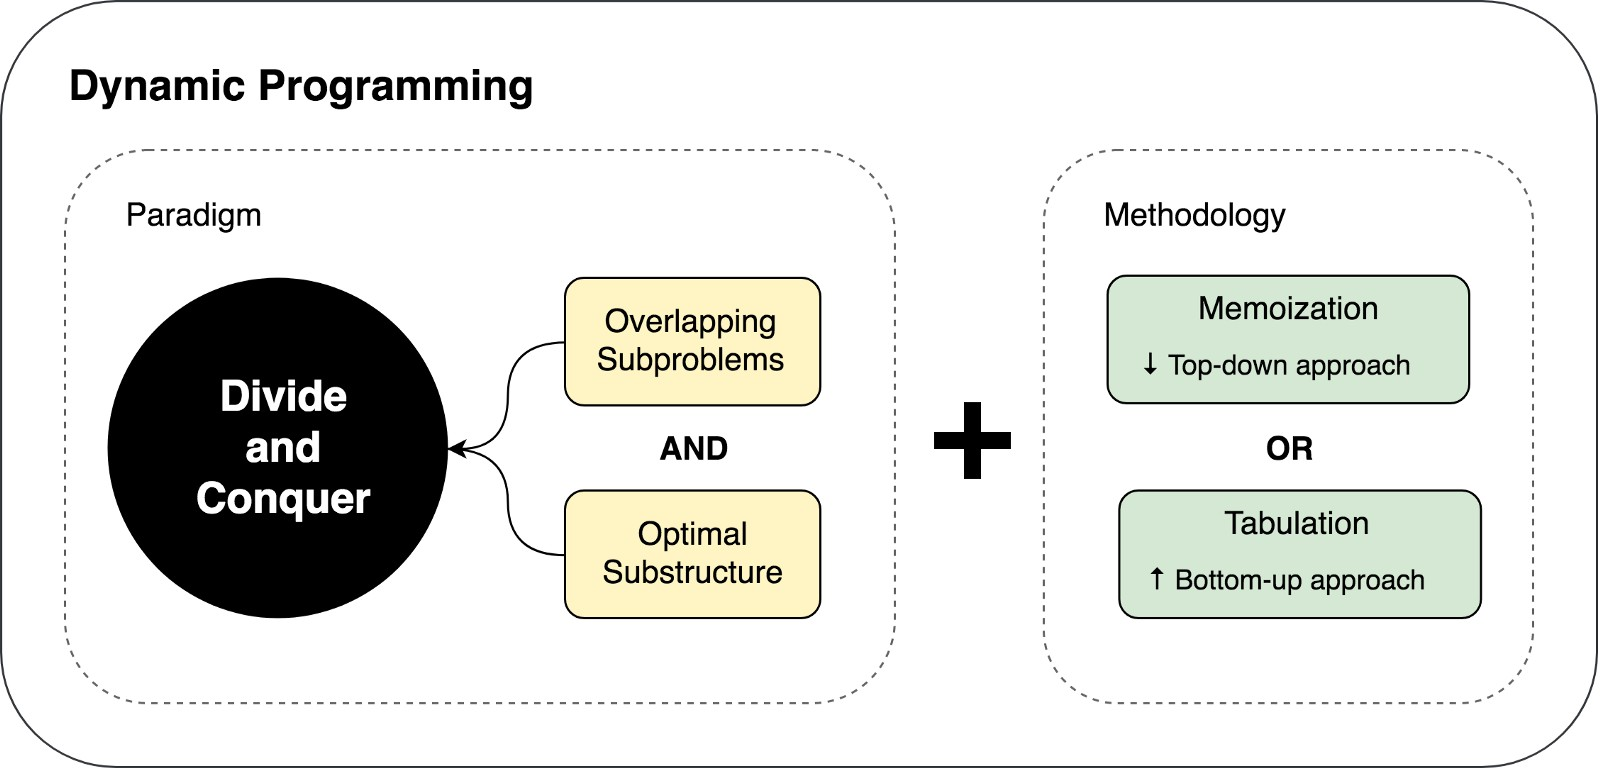 Dynamic Programming
Paradigm
Divide
and
Conquer
Overlapping
Subproblems
AND
Optimal
Substructure
+
Methodology
Memoization
↓ Top-down approach
OR
Tabulation
↑ Bottom-up approach